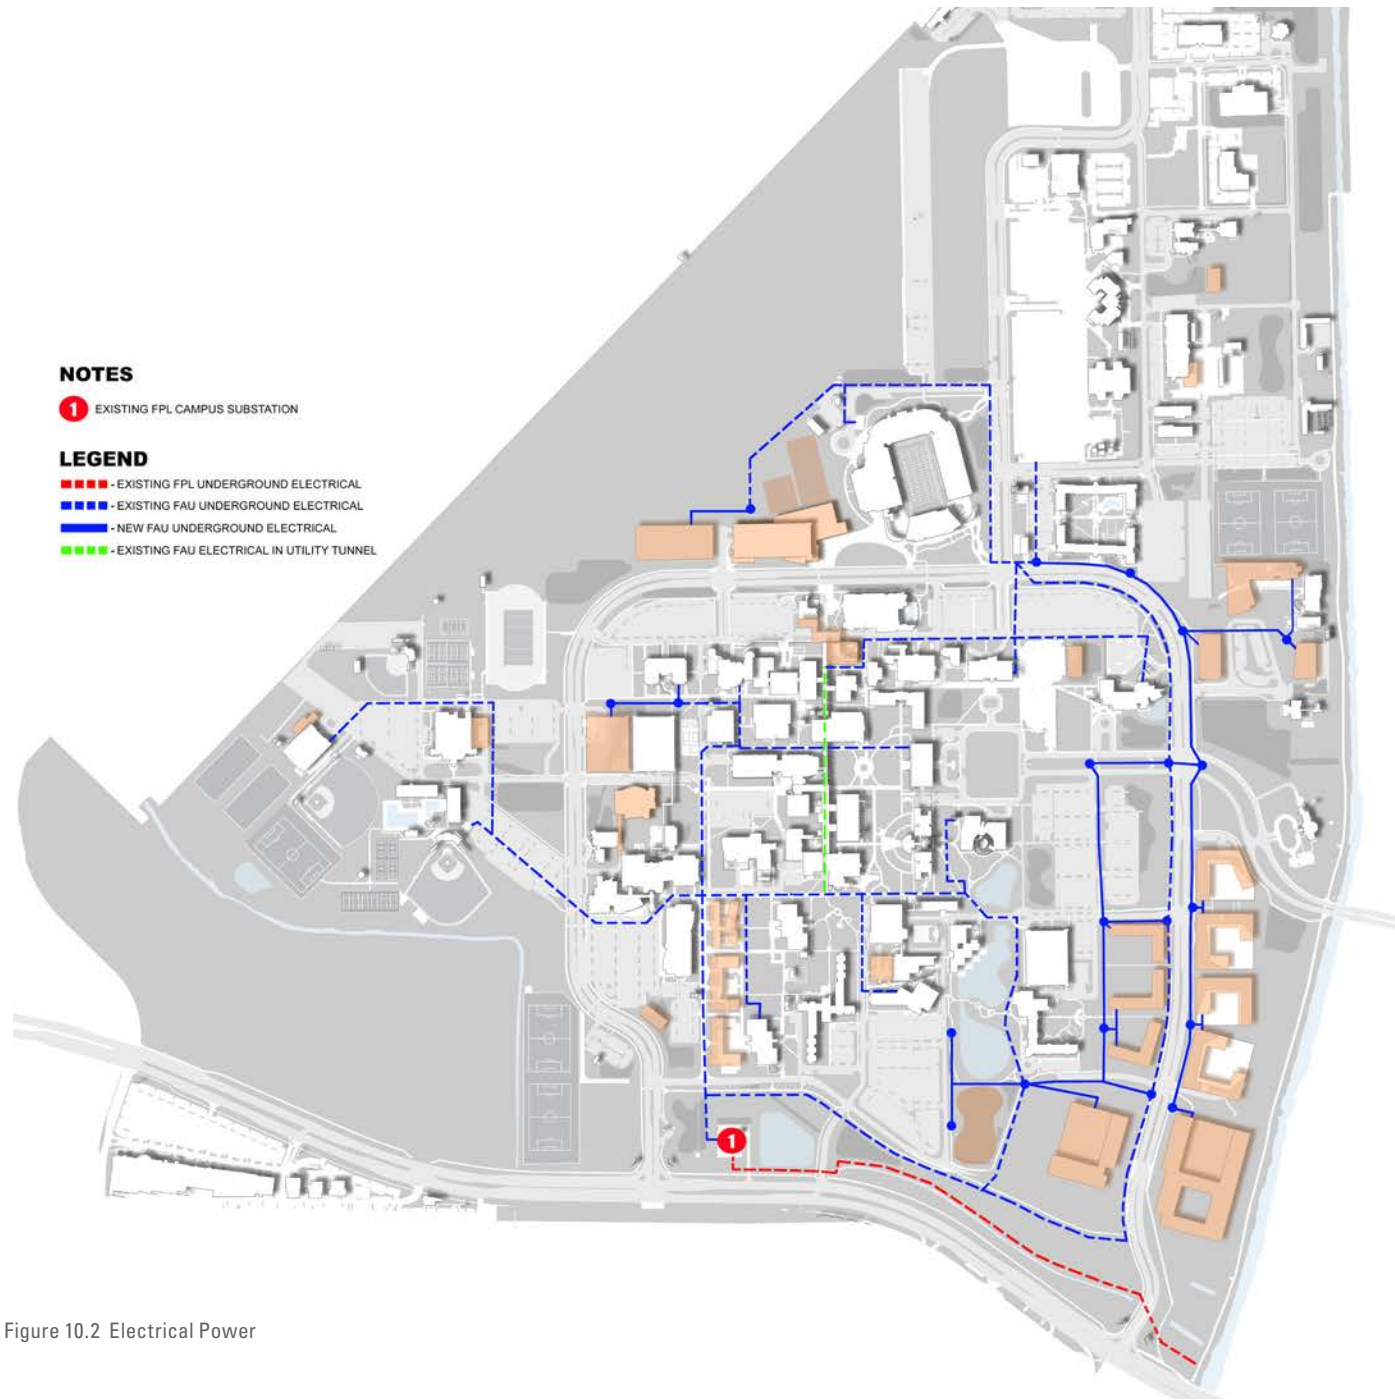 NOTES
1 EXISTING FPL CAMPUS SUBSTATION
LEGEND
- EXISTING FPL UNDERGROUND ELECTRICAL
- EXISTING FAU UNDERGROUND ELECTRICAL
- NEW FAU UNDERGROUND ELECTRICAL
- EXISTING FAU ELECTRICAL IN UTILITY TUNNEL
1
Figure 10.2 Electrical Power